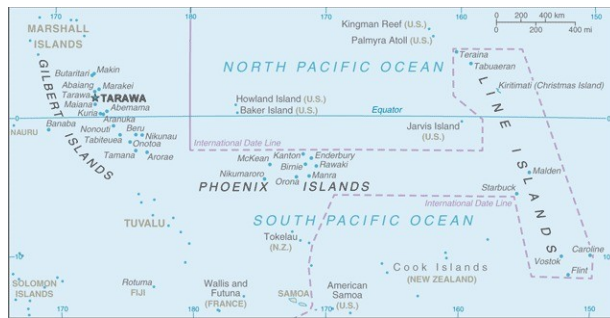 170
180
170
160
150
0 200 400 km
0 200 400 mi
MARSHALL
ISLANDS
Kingman Reef (U.S.)
Palmyra Atoll (U.S.)
NORTH PACIFIC OCEAN
Teraina
Tabuaeran
Kiritimati (Christmas Island)
LINE ISLANDS
GILBERT ISLANDS
Butaritari
Makin
Abaiang
Marakei
Tarawa
TARAWA
Maiana
Abemama
Kuria
Aranuka
Banaba
NAURU
Nonouti
Beru
Nikunau
Tabiteuea
Onotoa
Tamana
Arorae
Howland Island (U.S.)
Baker Island (U.S.)
Equator
0
0
Jarvis Island
(U.S.)
International Date Line
McKean
Kanton
Enderbury
Birnie
Rawaki
Nikumaroro
Orona
Manra
PHOENIX ISLANDS
Malden
Starbuck
International Date Line
SOUTH PACIFIC OCEAN
TUVALU
Tokelau
(N.Z.)
Cook Islands
(NEW ZEALAND)
Vostok
Caroline
Flint
10
10
SOLOMON
ISLANDS
Rotuma
FIJI
Wallis and
Futuna
(FRANCE)
SAMOA
American
Samoa
(U.S.)
170
180
170
160
150